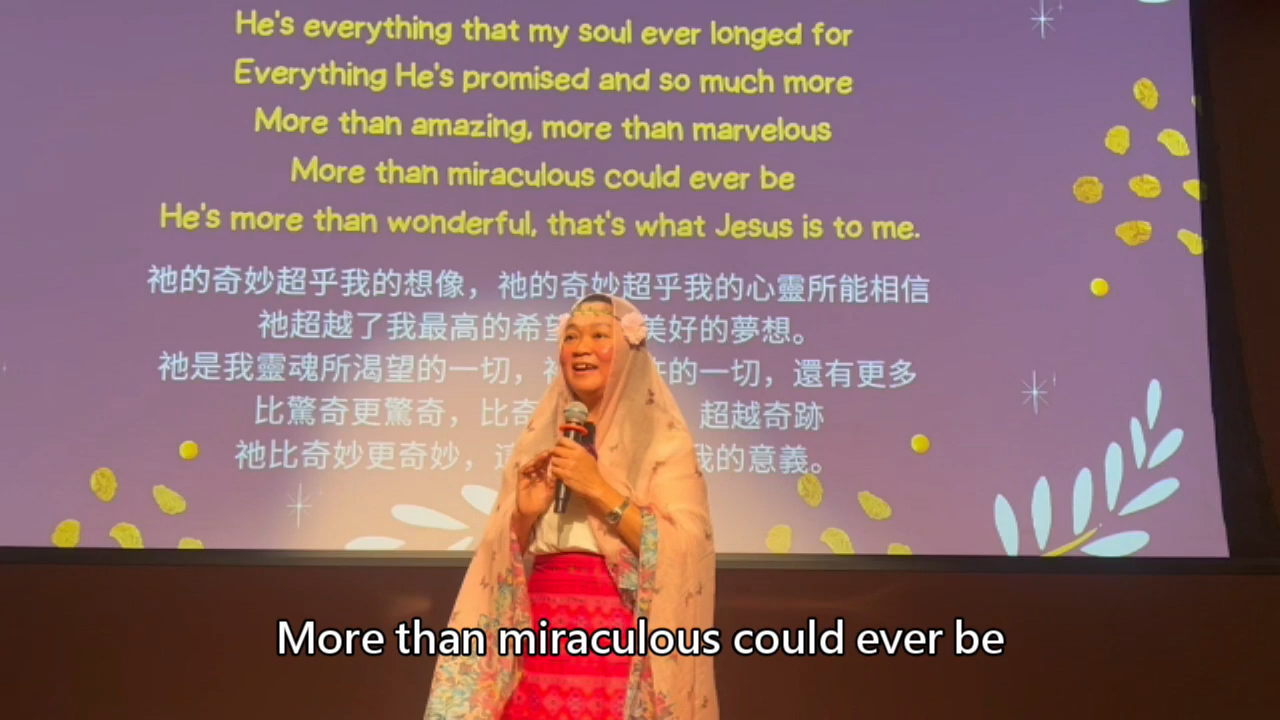 He's everything that my soul ever longed for
Everything He's promised and so much more
More than amazing, more than marvelous
More than miraculous could ever be
He's more than wonderful, that's what Jesus is to me.
祂的奇妙超乎我的想像，祂的奇妙超乎我的心靈所能相信
祂超越了我最高的希望 美好的夢想。
祂是我靈魂所渴望的一切， 的一切，還有更多
比驚奇更驚奇，比奇 超越奇跡
祂比奇妙更奇妙， 我的意義。
More than miraculous could ever be